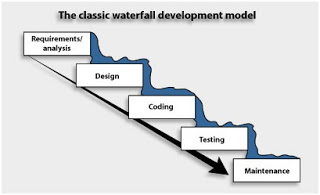 The classic waterfall development model
Requirements/
analysis
Design
Coding
Testing
Maintenance